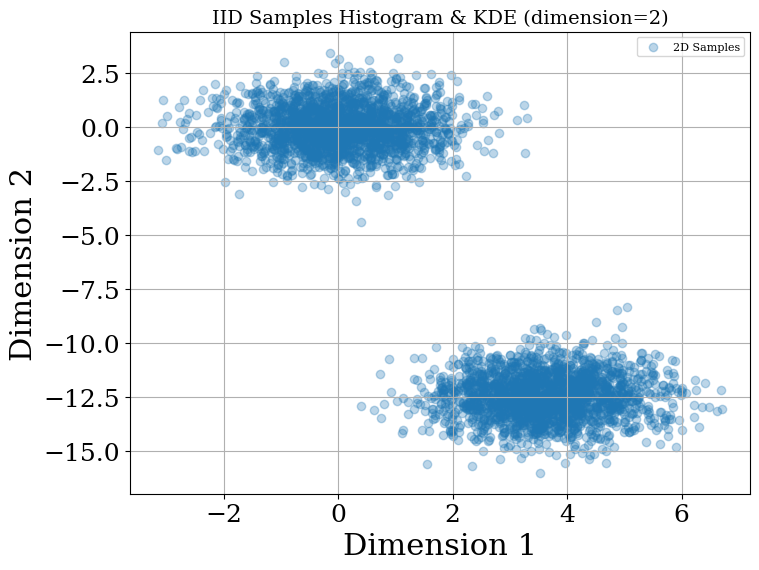 IID Samples Histogram & KDE (dimension=2)
2D Samples
2.5
0.0
−2.5
−5.0
−7.5
−10.0
−12.5
−15.0
Dimension 2
−2 0 2 4 6
Dimension 1